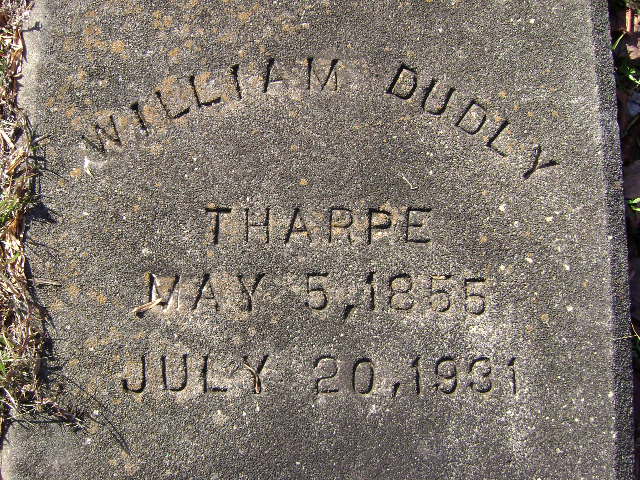 WILLIAM DUDLY
THARPE
MAY 5, 1855
JULY 20, 1931